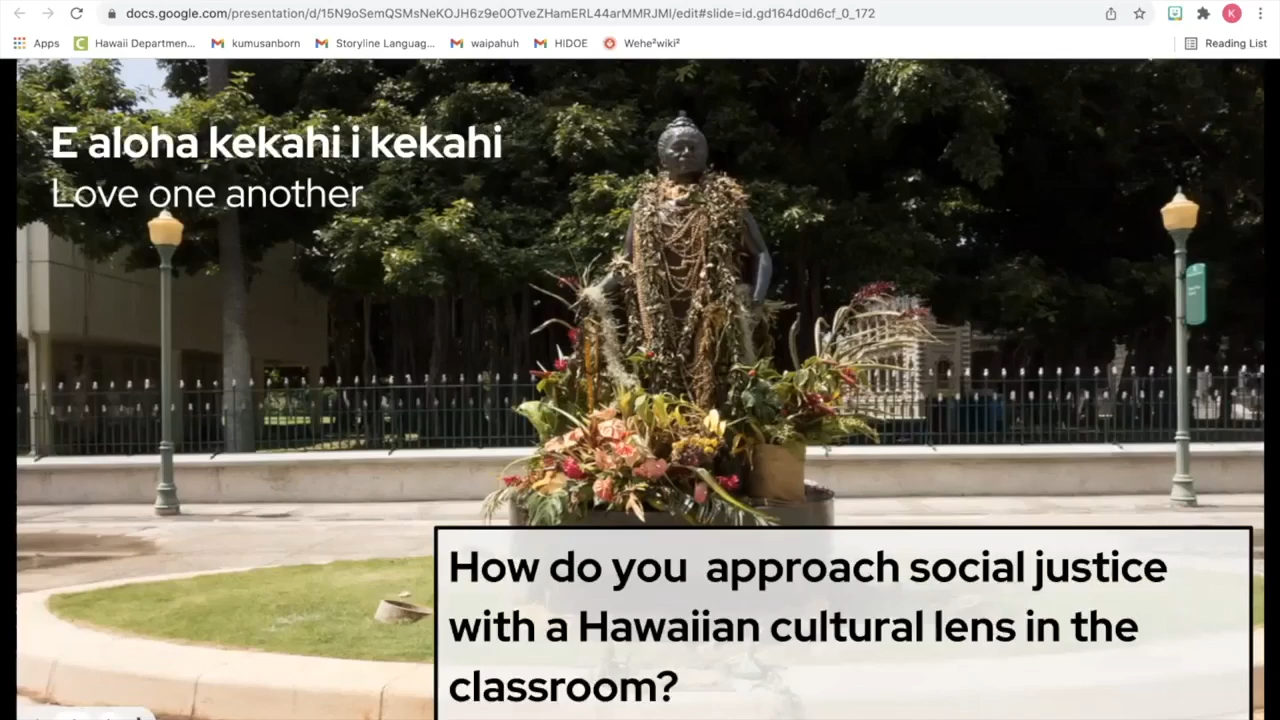 docs.google.com/presentation/d/15N9oSemQSMsNeKOJH6z9e0OTveZHamERL44arMMRJMI/edit#slide=id.gd164d0d6cf_0_172
K
Apps
Hawaii Departmen...
kumusanborn
Storyline Languag...
waipahuh
HIDOE
Wehe²wiki²
Reading List
E aloha kekahi i kekahi
Love one another
How do you approach social justice
with a Hawaiian cultural lens in the
classroom?